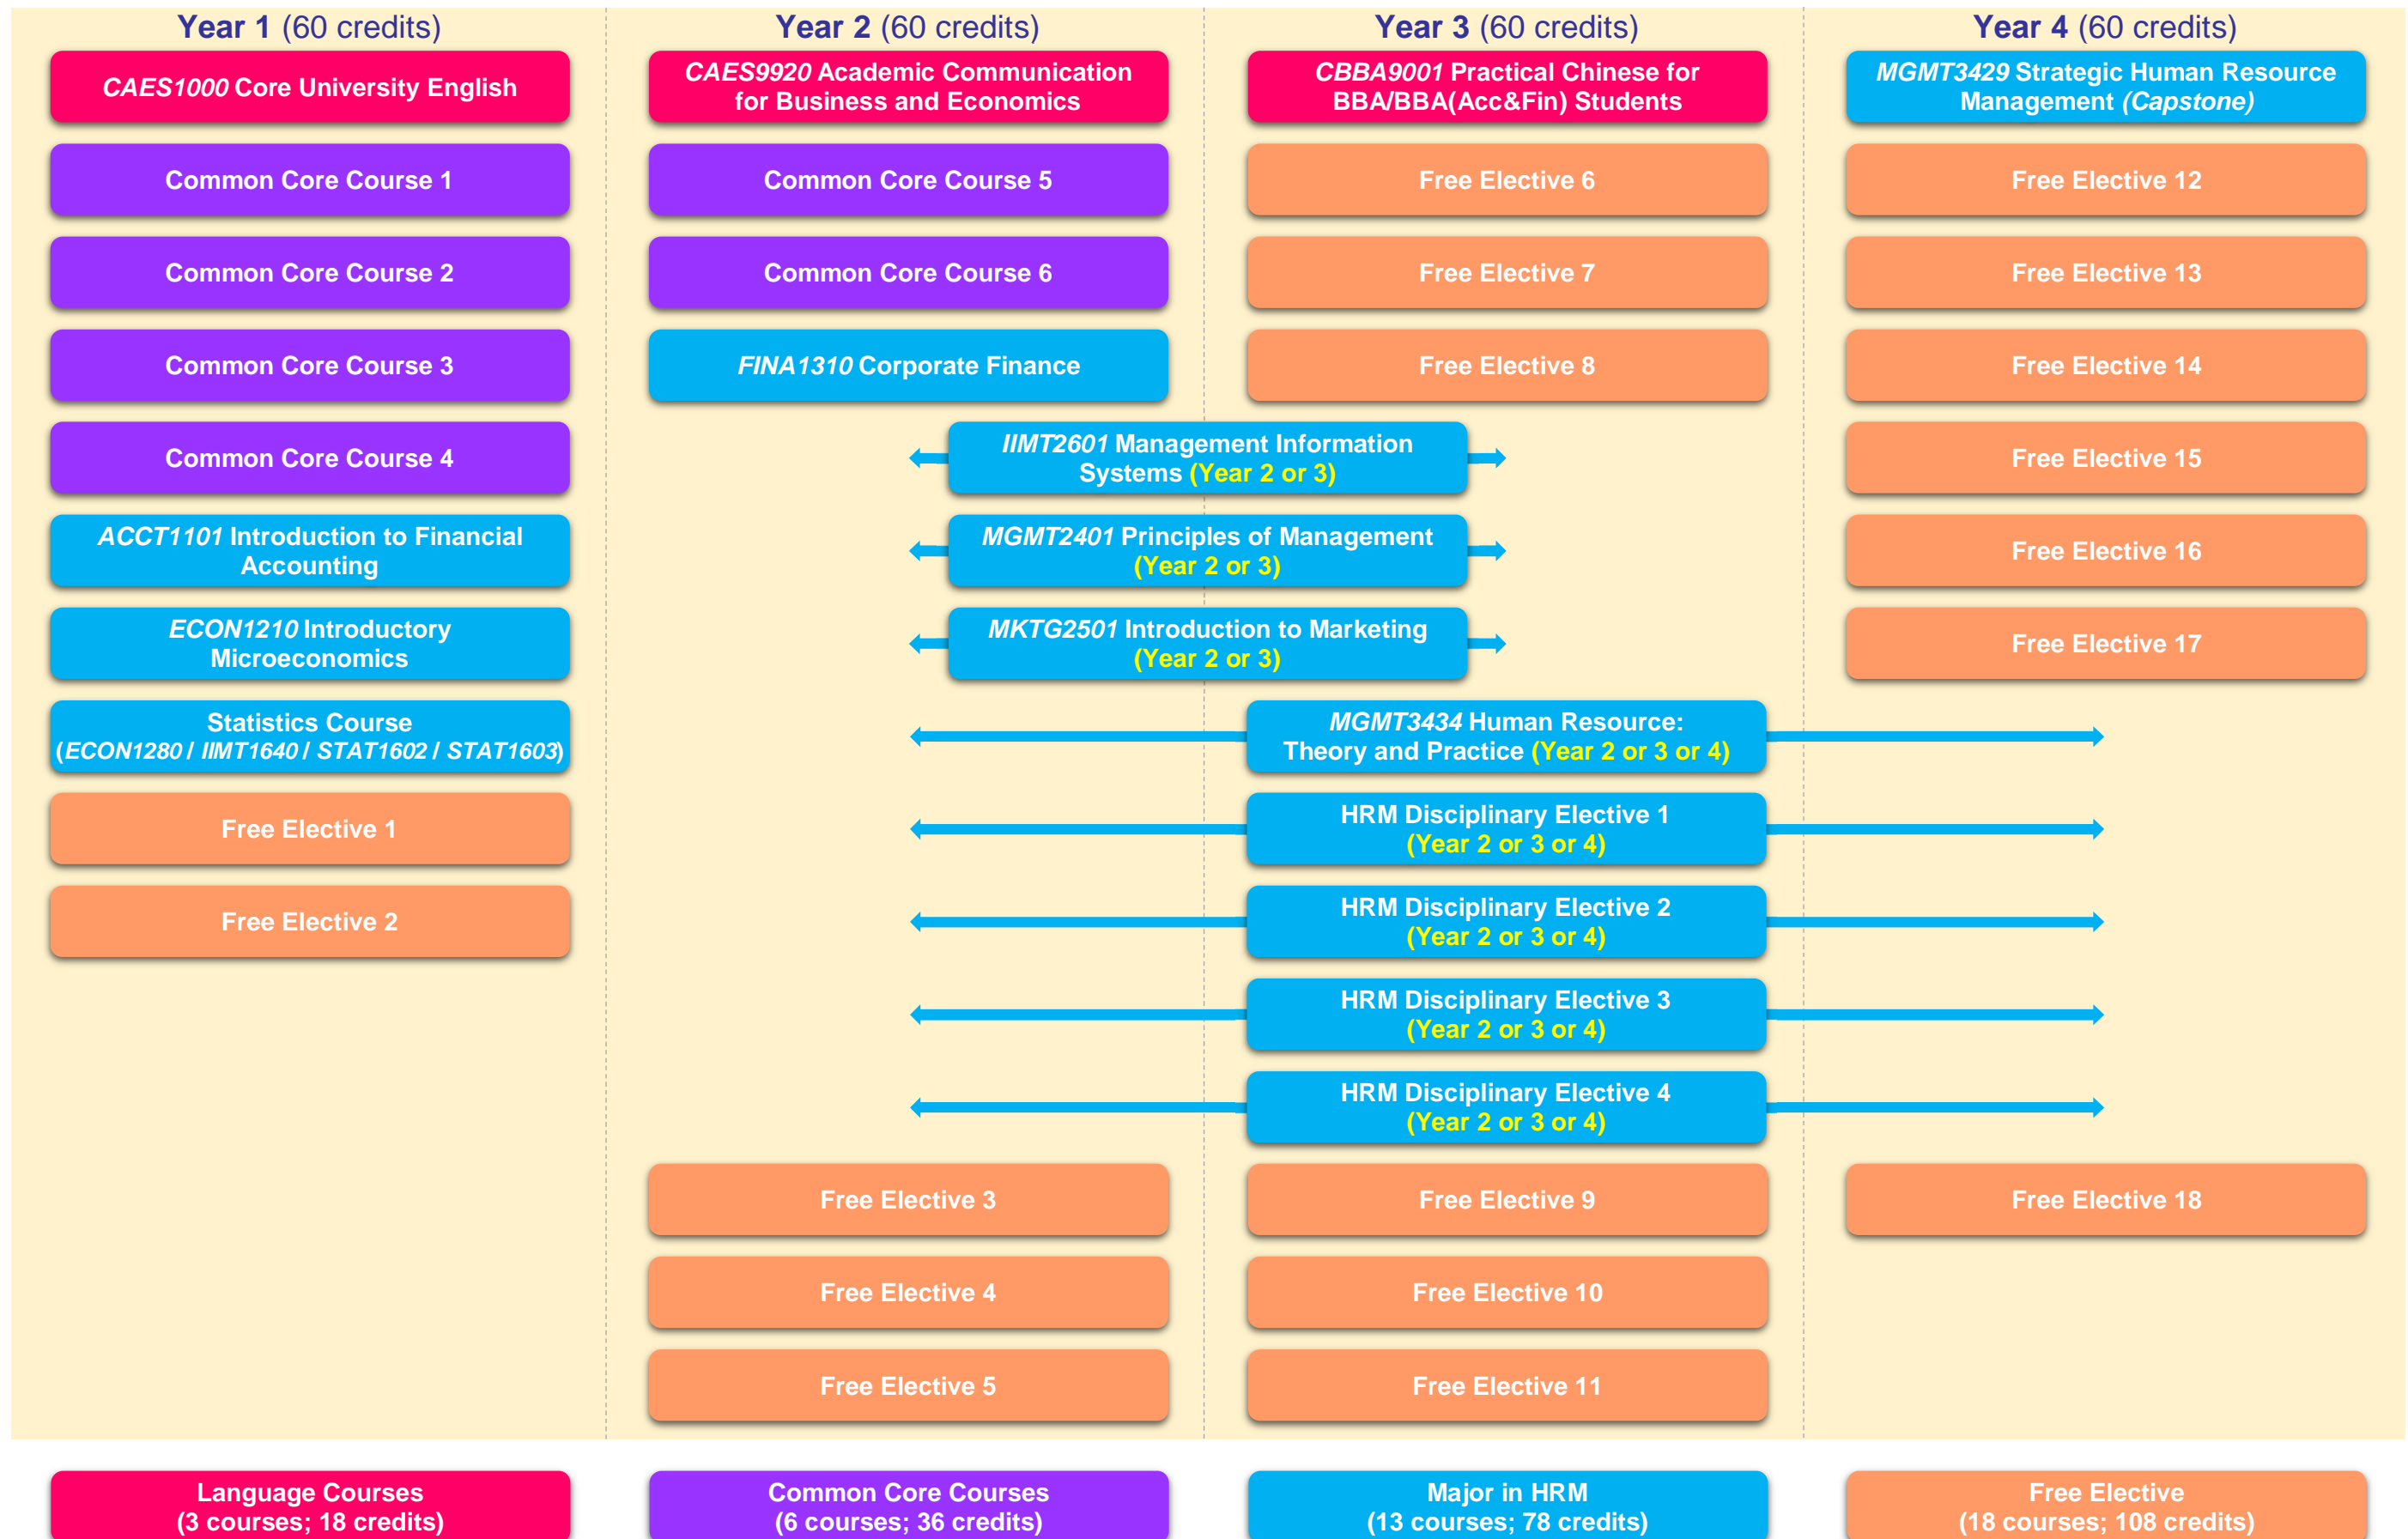 Year 1 (60 credits)
CAES1000 Core University English
Common Core Course 1
Common Core Course 2
Common Core Course 3
Common Core Course 4
ACCT1101 Introduction to Financial
Accounting
ECON1210 Introductory
Microeconomics
Statistics Course
(ECON1280 / IIMT1640 / STAT1602 / STAT1603)
Free Elective 1
Free Elective 2
Year 2 (60 credits)
CAES9920 Academic Communication
for Business and Economics
Common Core Course 5
Common Core Course 6
FINA1310 Corporate Finance
IIMT2601 Management Information
Systems (Year 2 or 3)
MGMT2401 Principles of Management
(Year 2 or 3)
MKTG2501 Introduction to Marketing
(Year 2 or 3)
Free Elective 3
Free Elective 4
Free Elective 5
Year 3 (60 credits)
CBBA9001 Practical Chinese for
BBA/BBA(Acc&Fin) Students
Free Elective 6
Free Elective 7
Free Elective 8
MGMT3434 Human Resource:
Theory and Practice (Year 2 or 3 or 4)
HRM Disciplinary Elective 1
(Year 2 or 3 or 4)
HRM Disciplinary Elective 2
(Year 2 or 3 or 4)
HRM Disciplinary Elective 3
(Year 2 or 3 or 4)
HRM Disciplinary Elective 4
(Year 2 or 3 or 4)
Free Elective 9
Free Elective 10
Free Elective 11
Year 4 (60 credits)
MGMT3429 Strategic Human Resource
Management (Capstone)
Free Elective 12
Free Elective 13
Free Elective 14
Free Elective 15
Free Elective 16
Free Elective 17
Free Elective 18
Language Courses
(3 courses; 18 credits)
Common Core Courses
(6 courses; 36 credits)
Major in HRM
(13 courses; 78 credits)
Free Elective
(18 courses; 108 credits)